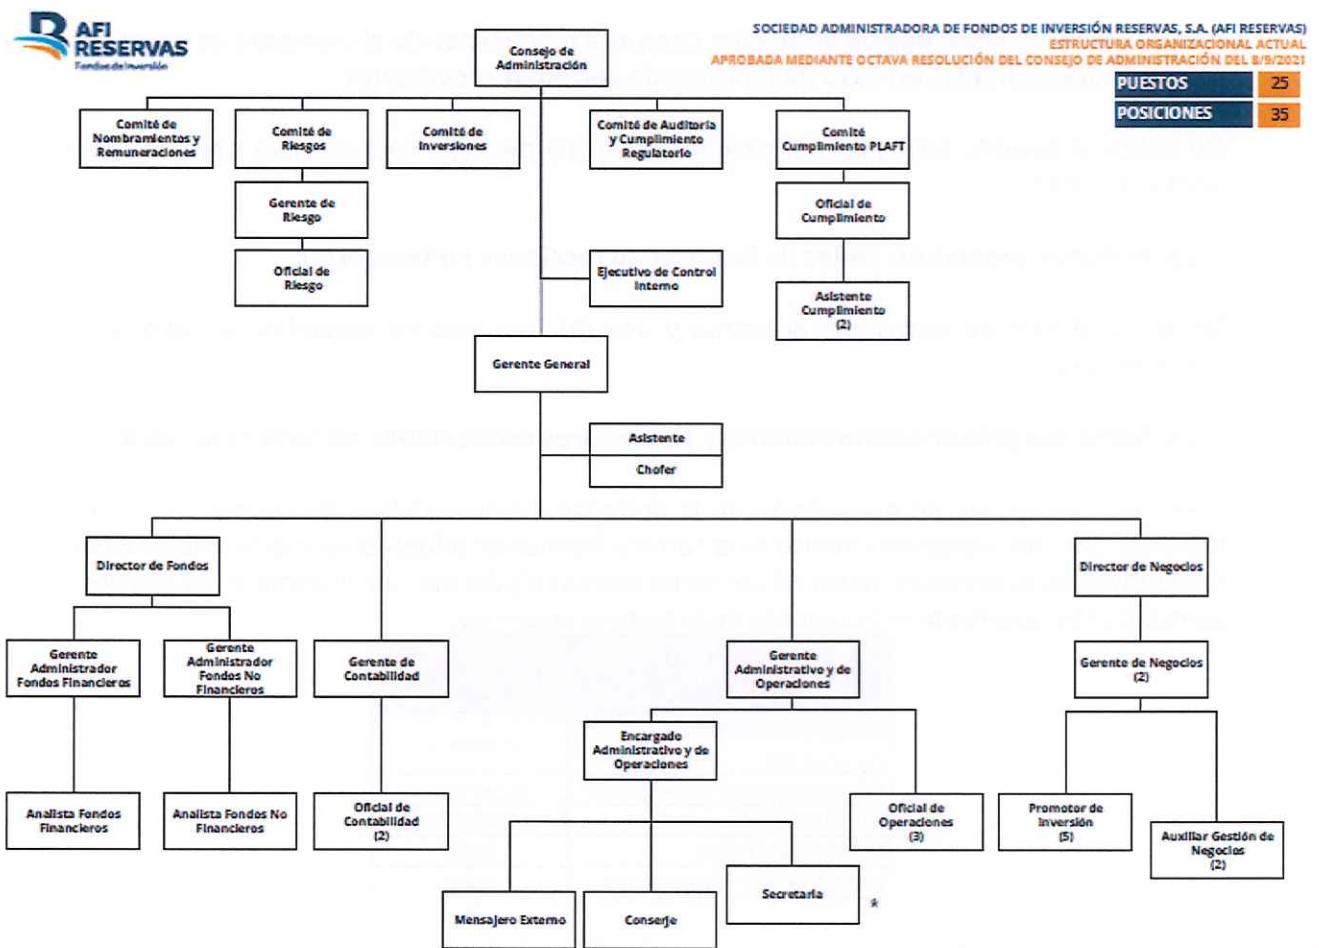 AFI
RESERVAS
Fondos de Inversión
SOCIEDAD ADMINISTRADORA DE FONDOS DE INVERSIÓN RESERVAS, S.A. (AFI RESERVAS)
ESTRUCTURA ORGANIZACIONAL ACTUAL
APROBADA MEDIANTE OCTAVA RESOLUCIÓN DEL CONSEJO DE ADMINISTRACIÓN DEL 8/9/2021
PUESTOS 25
POSICIONES 35
Consejo de
Administración
Comité de
Nombramientos y
Remuneraciones
Comité de
Riesgos
Comité de
Inversiones
Comité de Auditoría
y Cumplimiento
Regulatorio
Comité
Cumplimiento PLAFT
Gerente de
Riesgo
Oficial de
Cumplimiento
Oficial de
Riesgo
Ejecutivo de Control
Interno
Asistente
Cumplimiento
(2)
Gerente General
Asistente
Chofer
Director de Fondos
Director de Negocios
Gerente
Administrador
Fondos Financieros
Gerente
Administrador
Fondos No
Financieros
Gerente de
Contabilidad
Gerente
Administrativo y de
Operaciones
Gerente de Negocios
(2)
Encargado
Administrativo y de
Operaciones
Analista Fondos
Financieros
Analista Fondos No
Financieros
Oficial de
Contabilidad
(2)
Oficial de
Operaciones
(3)
Promotor de
Inversión
(5)
Auxiliar Gestión de
Negocios
(2)
Mensajero Externo
Conserje
Secretaria
*